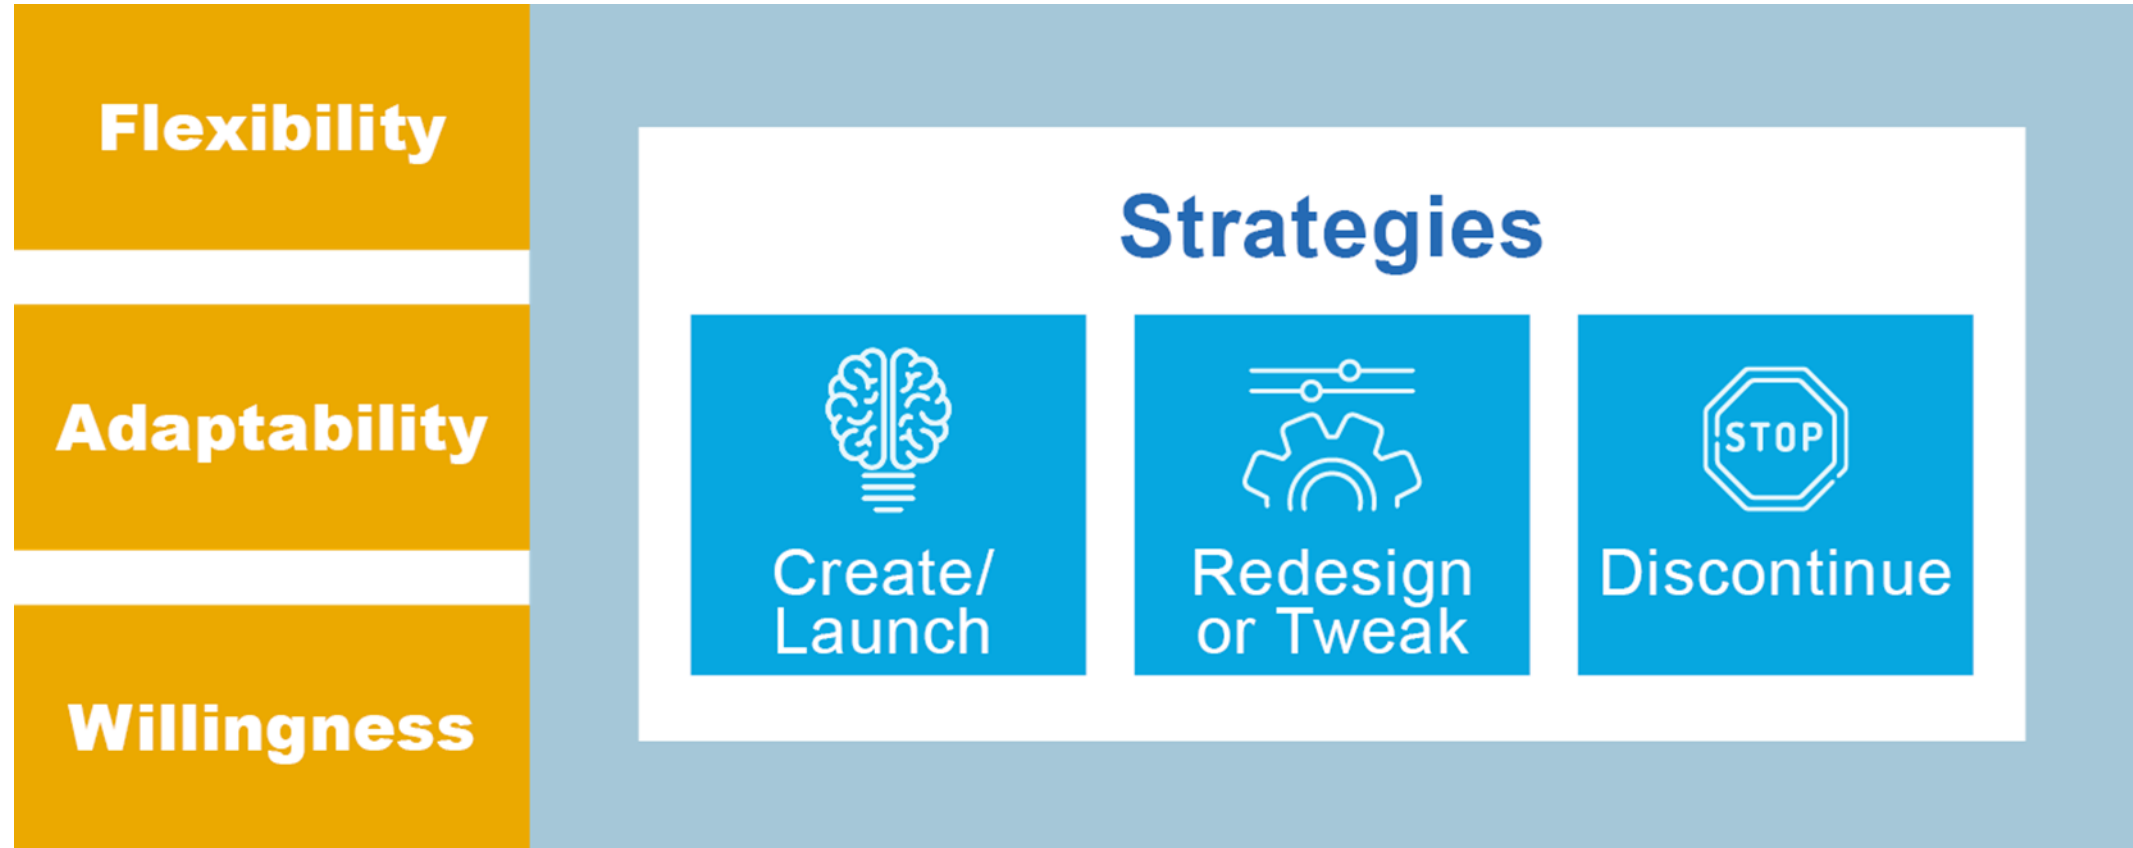 Flexibility
Adaptability
Willingness
Strategies
Create/
Launch
Redesign
or Tweak
STOP
Discontinue